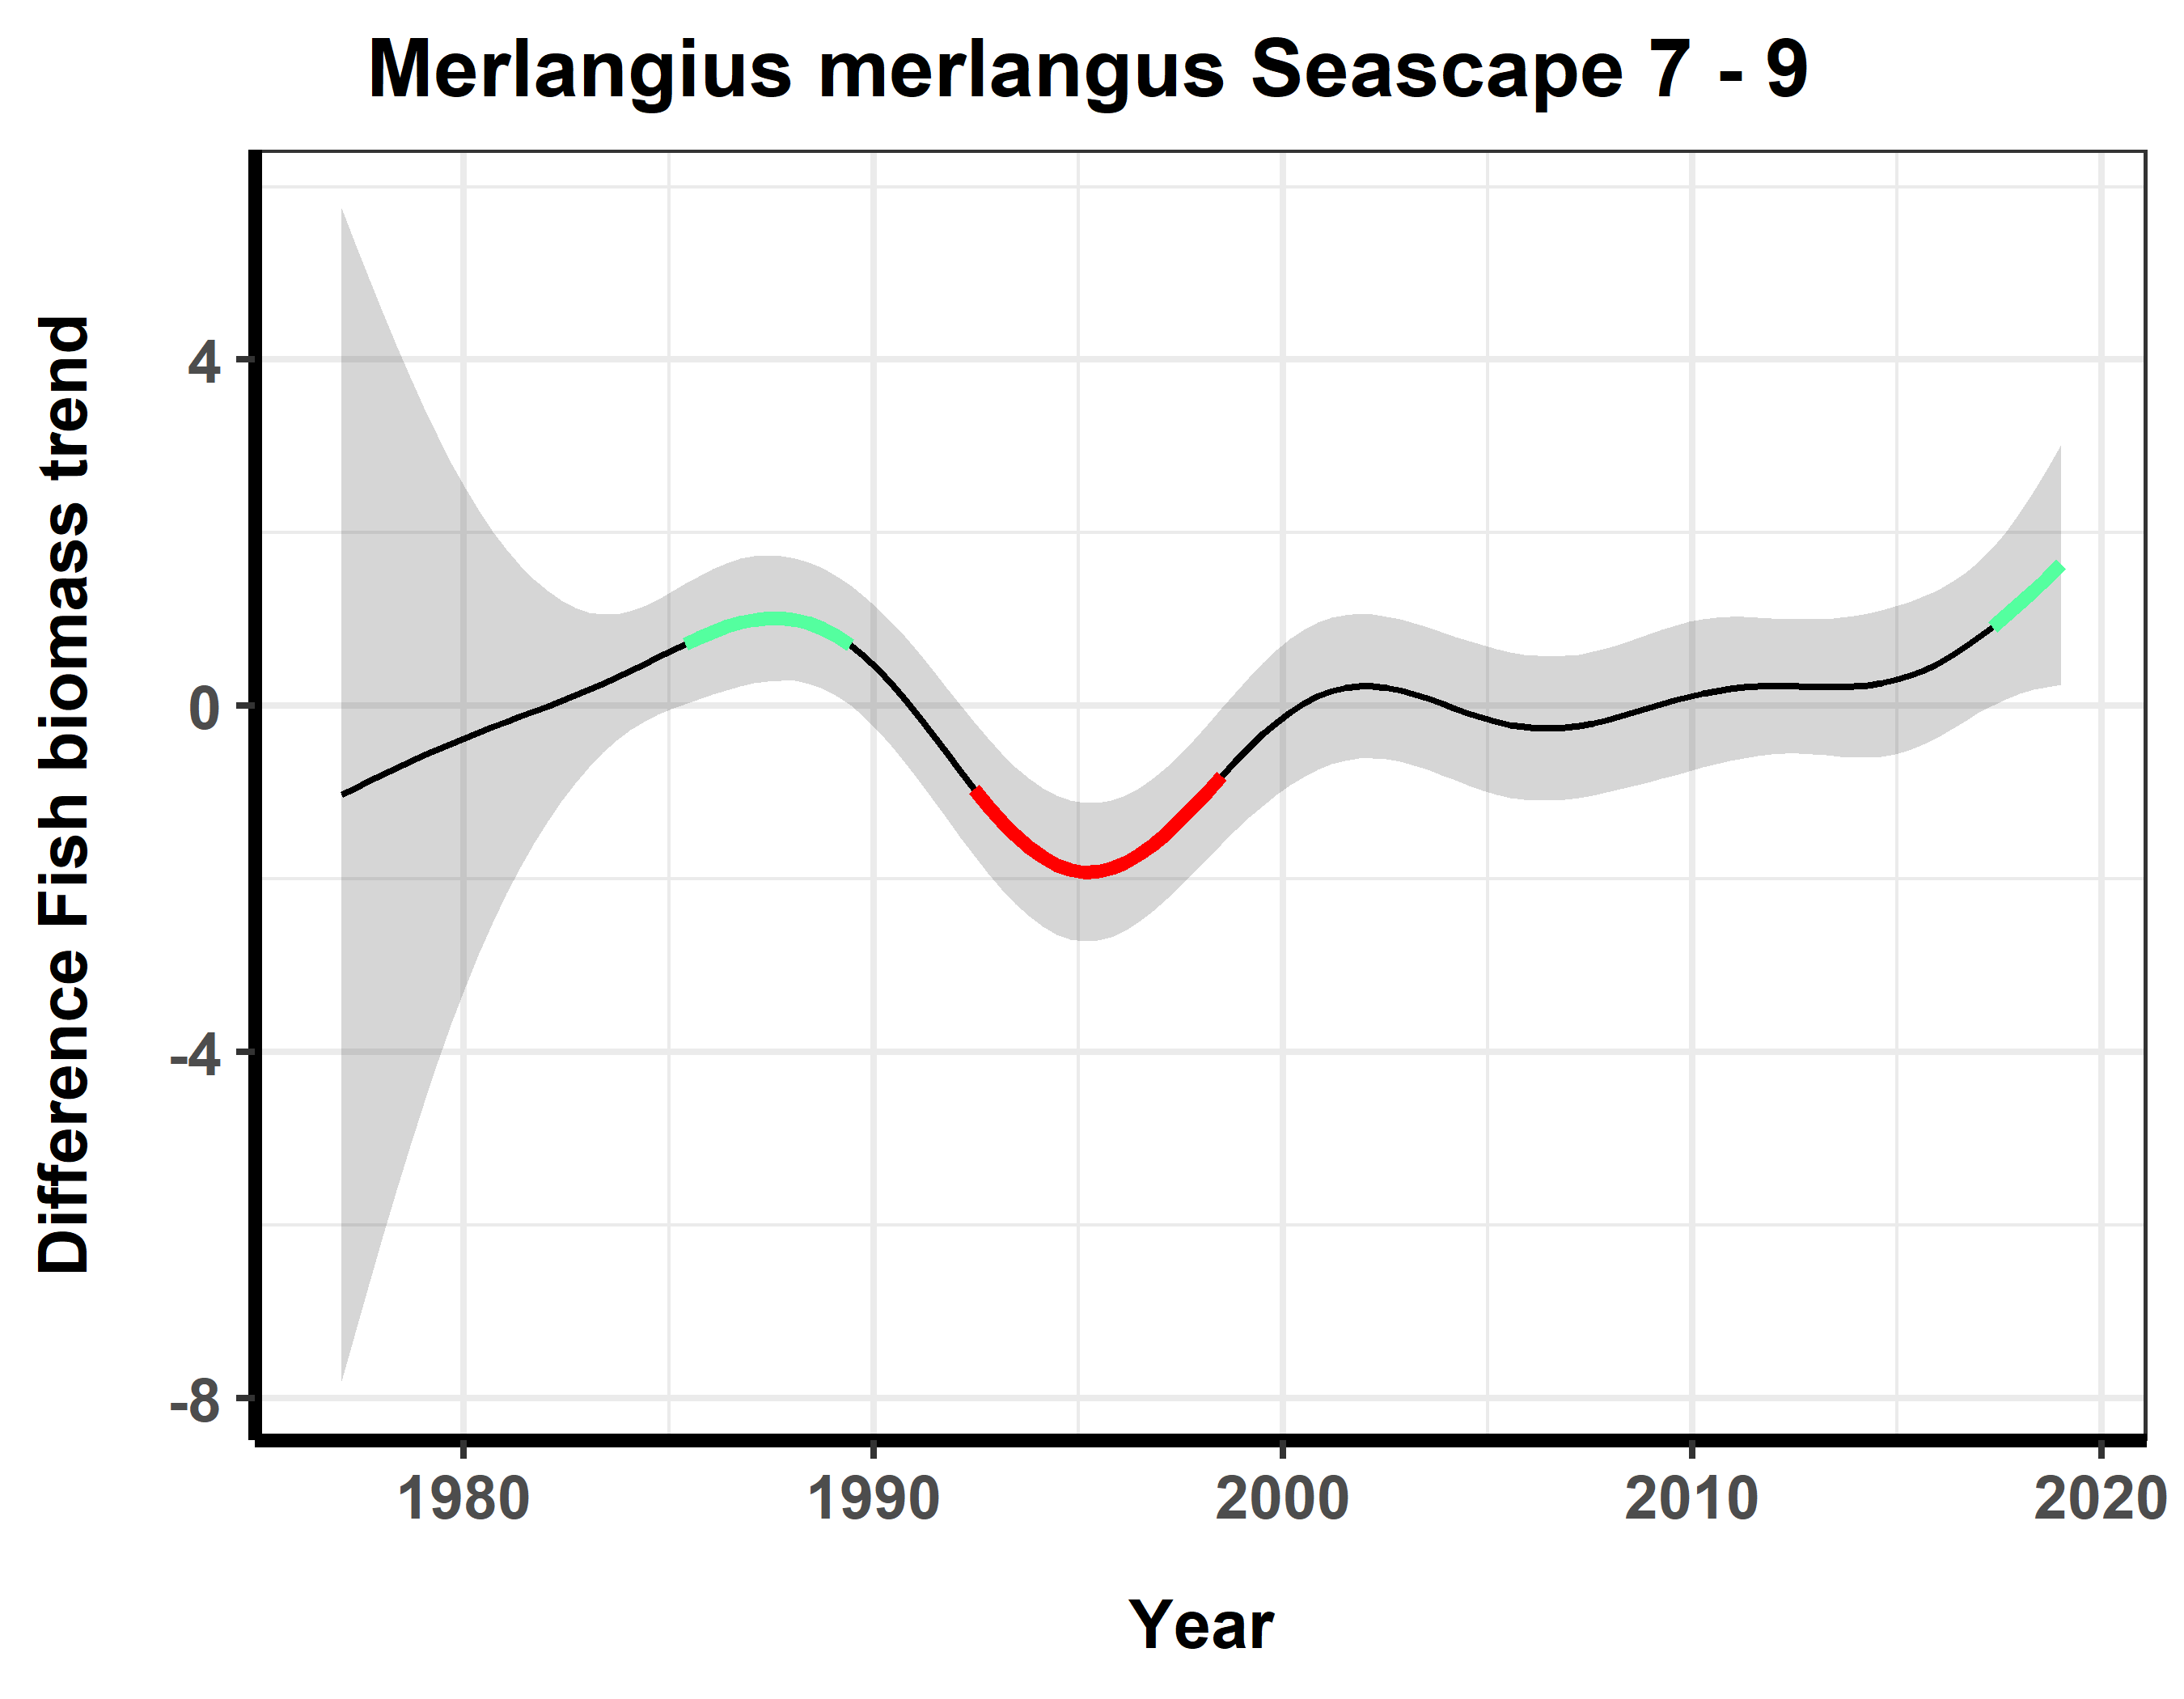 Merlangius merlangus Seascape 7 - 9
Difference Fish biomass trend
4
0
-4
-8
1980 1990 2000 2010 2020
Year